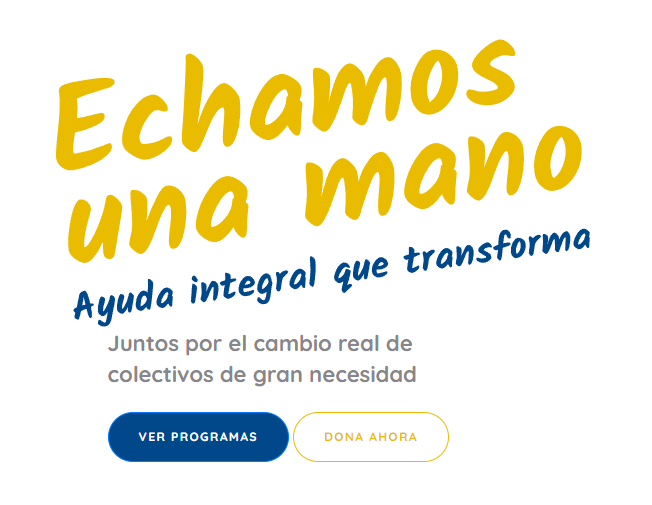 Echamos
una mano
Ayuda integral que transforma
Juntos por el cambio real de
colectivos de gran necesidad
VER PROGRAMAS
DONA AHORA